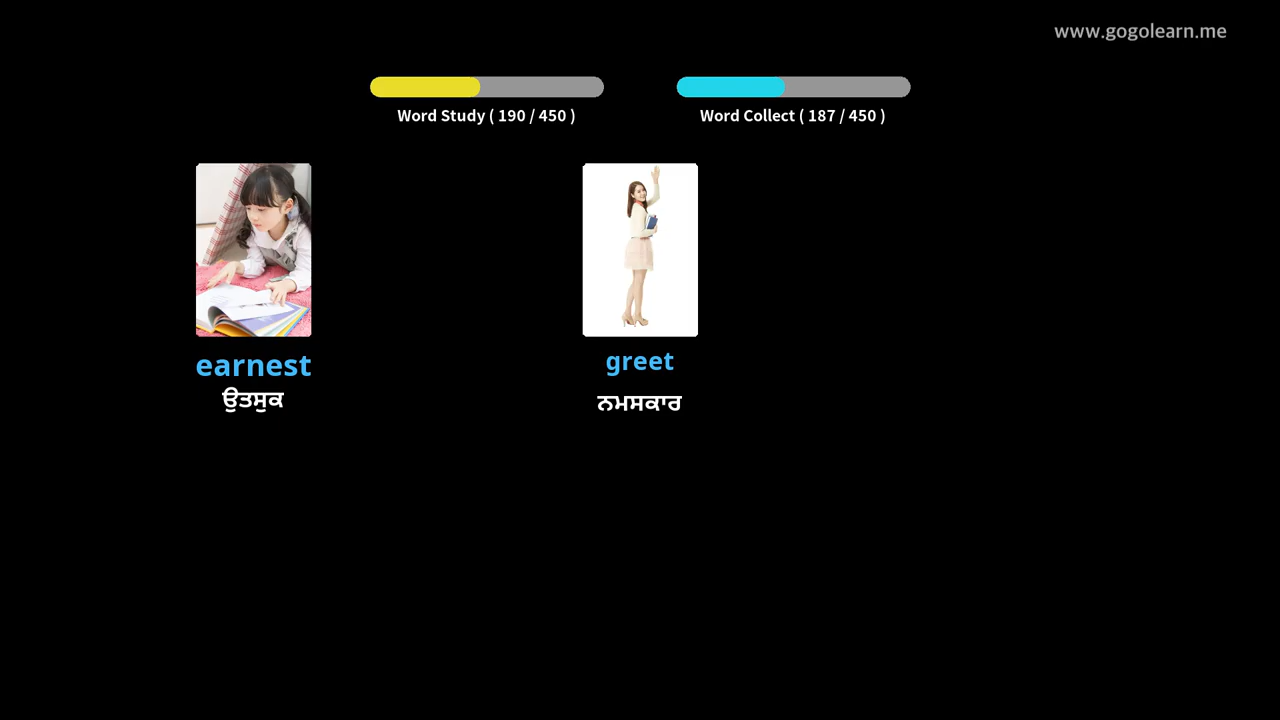 www.gogolearn.me
Word Study ( 190 / 450 )
Word Collect ( 187 / 450 )
earnest
ਉਤਸੁਕ
greet
ਨਮਸਕਾਰ